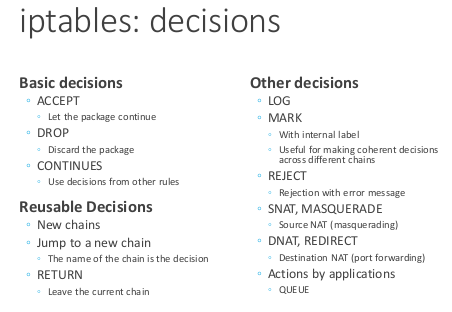 iptables: decisions
Basic decisions
ACCEPT
Let the package continue
DROP
Discard the package
CONTINUES
Use decisions from other rules
Reusable Decisions
New chains
Jump to a new chain
The name of the chain is the decision
RETURN
Leave the current chain
Other decisions
LOG
MARK
With internal label
Useful for making coherent decisions
across different chains
REJECT
Rejection with error message
SNAT, MASQUERADE
Source NAT (masquerading)
DNAT, REDIRECT
Destination NAT (port forwarding)
Actions by applications
QUEUE